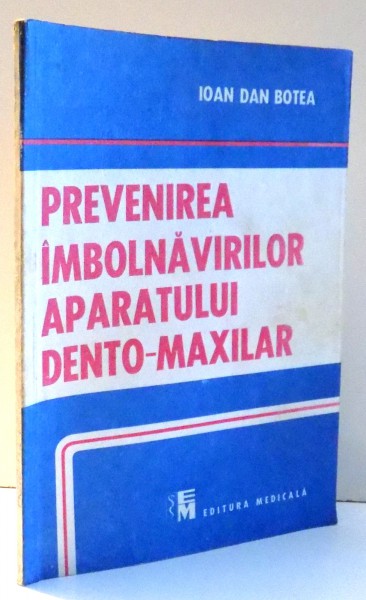 IOAN DAN BOTEA
PREVENIREA
ÎMBOLNĂVIRILOR
APARATULUI
DENTO-MAXILAR
EM EDITURA MEDICALĂ